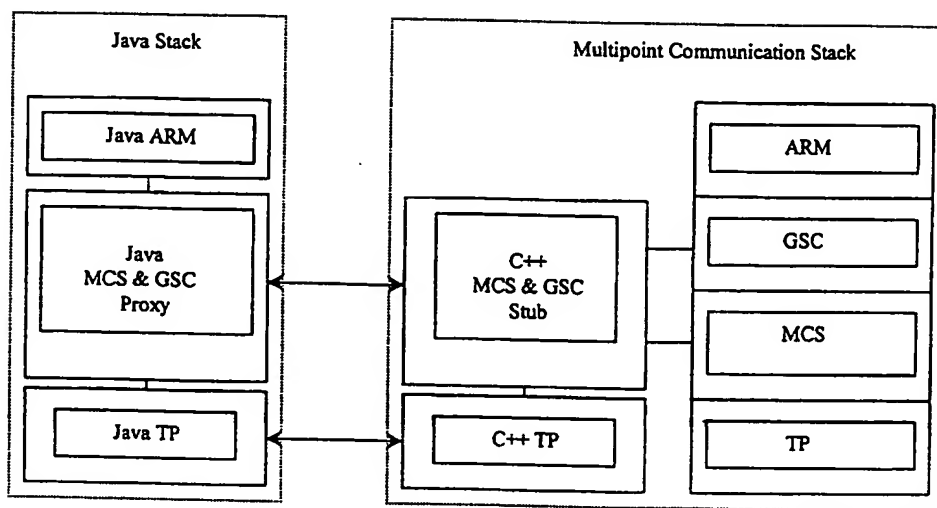 Java Stack
Java ARM
Java
MCS & GSC
Proxy
Java TP
Multipoint Communication Stack
C++
MCS & GSC
Stub
C++ TP
ARM
GSC
MCS
TP